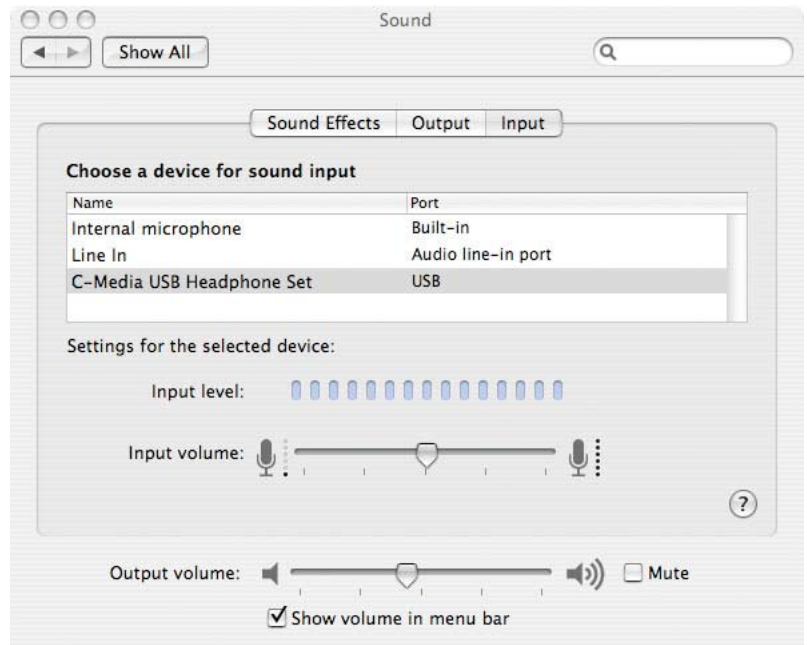 Sound
Show All
Sound Effects Output Input
Choose a device for sound input
Name Port
Internal microphone Built-in
Line In Audio line-in port
C-Media USB Headphone Set USB
Settings for the selected device:
Input level:
Input volume:
?
Output volume: Mute
Show volume in menu bar